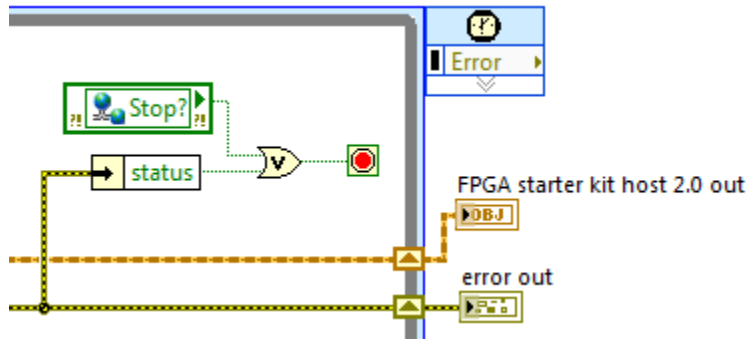 Error
Stop?
?!
?!
status
V
FPGA starter kit host 2.0 out
OBJ
error out